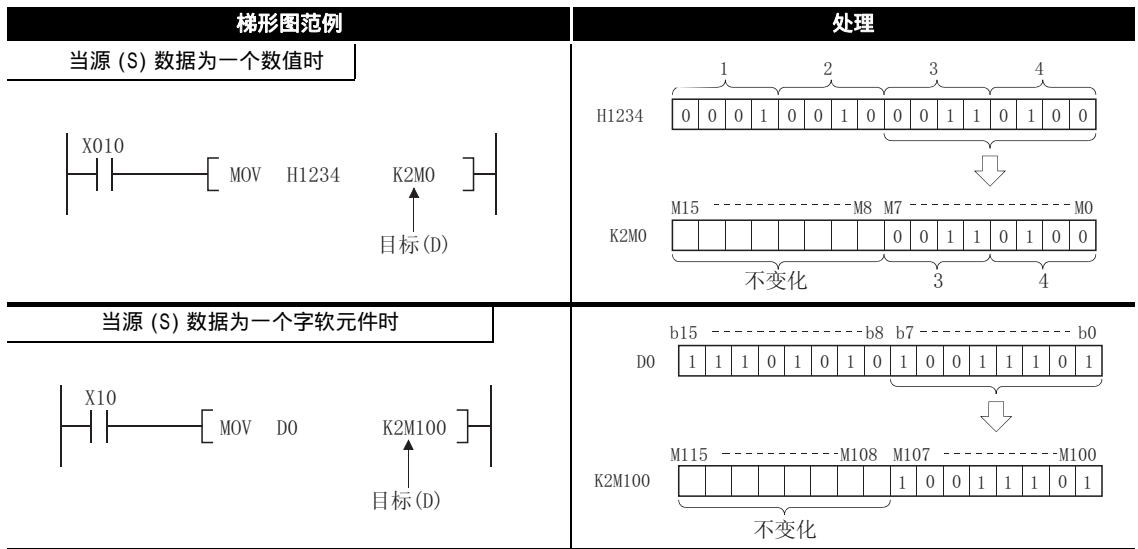 梯形图范例
处理
当源 (S) 数据为一个数值时
X010
MOV H1234 K2M0
目标(D)
1 2 3 4
H1234 0 0 0 1 0 0 1 0 0 0 1 1 0 1 0 0
M15 M8 M7 M0
K2M0 0 0 1 1 0 1 0 0
不变化 3 4
当源 (S) 数据为一个字软元件时
X10
MOV D0 K2M100
目标(D)
b15 b8 b7 b0
D0 1 1 1 0 1 0 1 0 1 0 0 1 1 1 0 1
M115 M108 M107 M100
K2M100 1 0 0 1 1 1 0 1
不变化